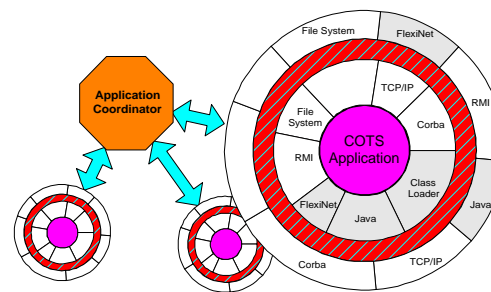 File System
FlexiNet
Application
Coordinator
TCP/IP
RMI
File
System
Corba
COTS
Application
RMI
Class
Loader
FlexiNet
Java
Java
Corba
TCP/IP